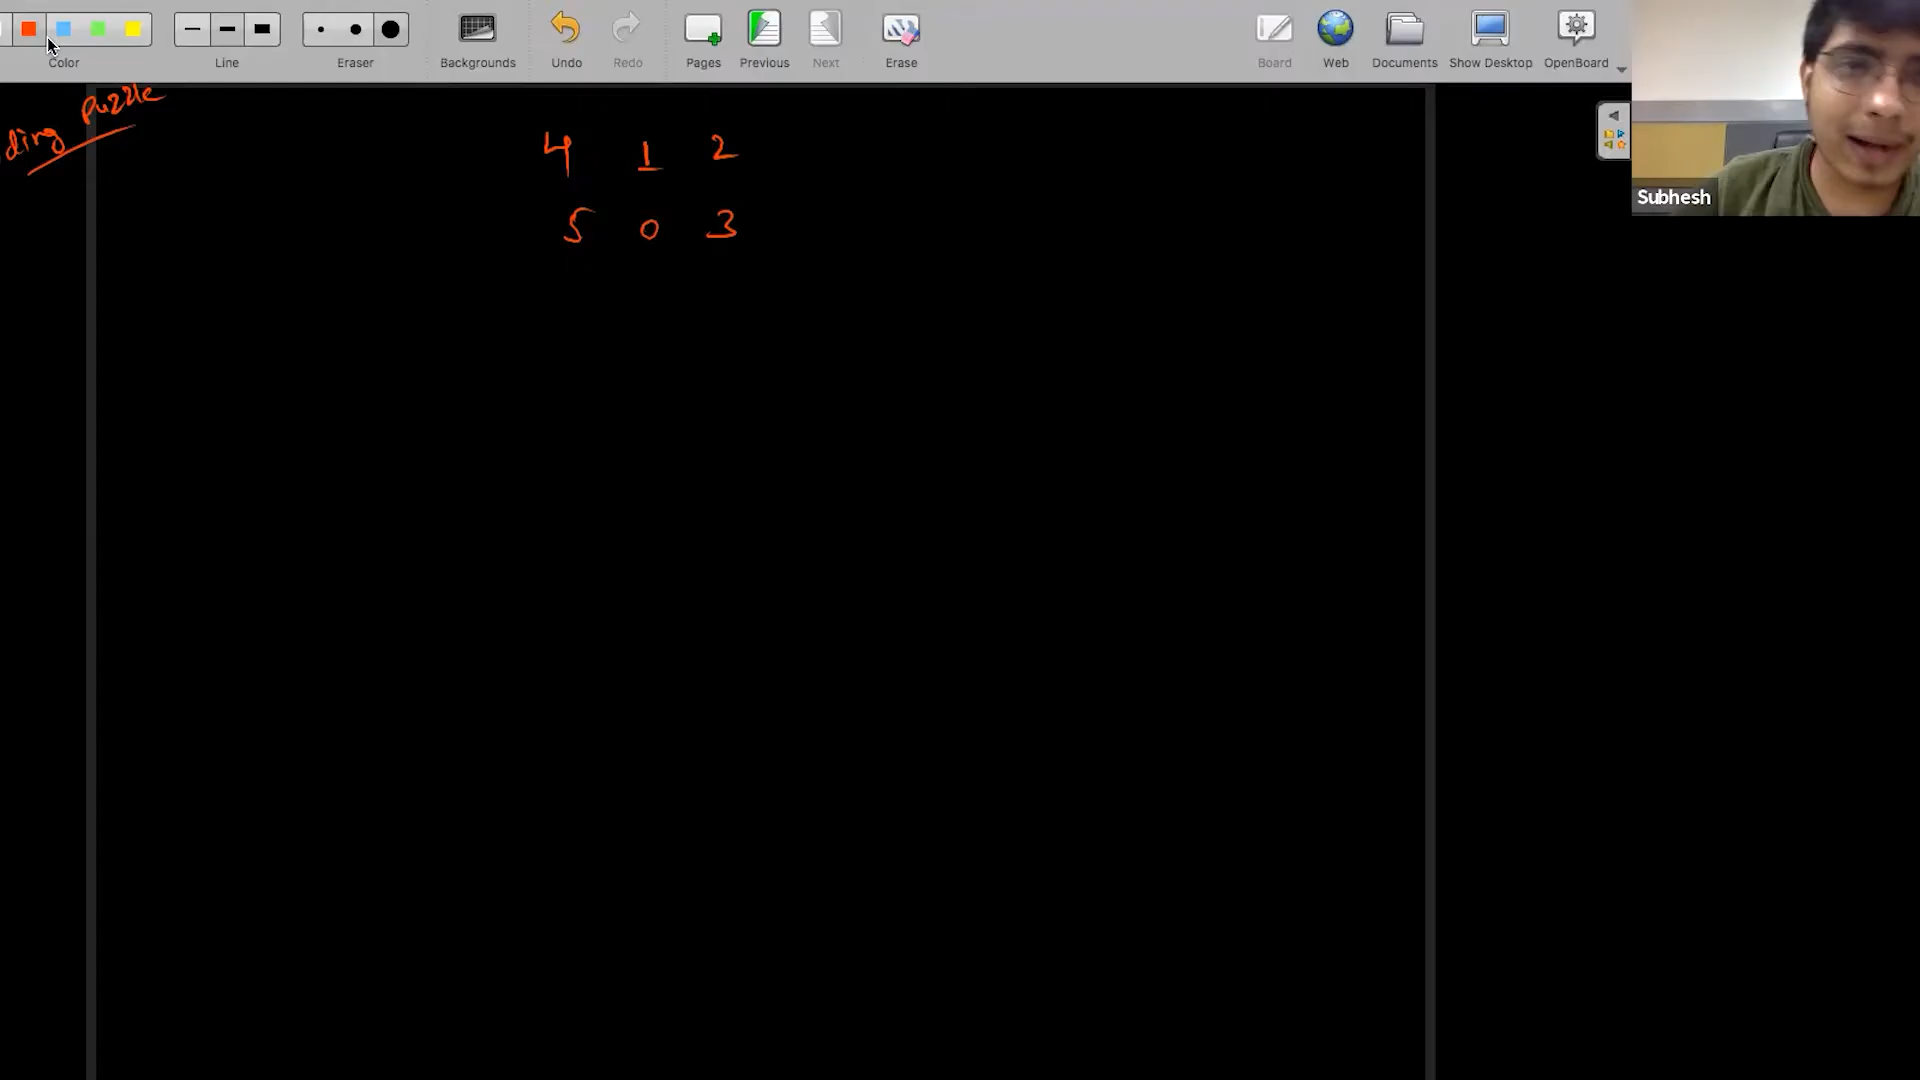 Color Line Eraser Backgrounds Undo Redo Pages Previous Next Erase Board Web Documents Show Desktop OpenBoard
Subhesh
ding puzzle
4 1 2
5 0 3